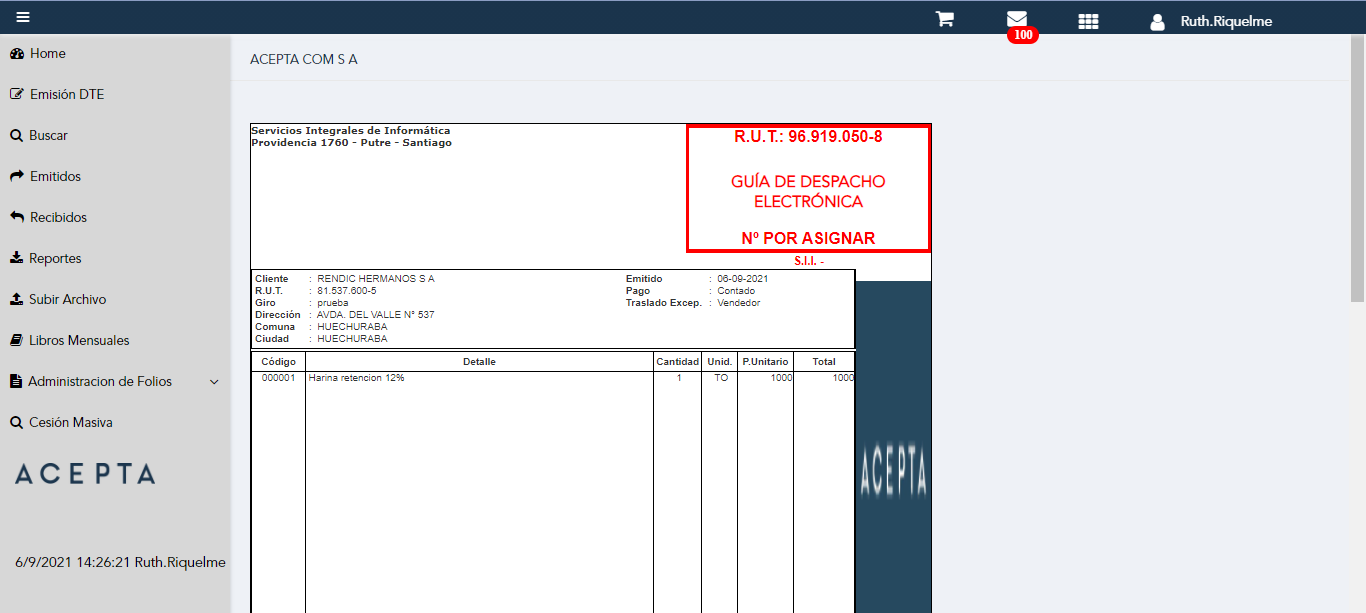 Ruth.Riquelme
100
Home
Emisión DTE
Buscar
Emitidos
Recibidos
Reportes
Subir Archivo
Libros Mensuales
Administracion de Folios
Cesión Masiva
ACEPTA
6/9/2021 14:26:21 Ruth.Riquelme
ACEPTA COM S A
Servicios Integrales de Informática
Providencia 1760 - Putre - Santiago
R.U.T.: 96.919.050-8
GUÍA DE DESPACHO
ELECTRÓNICA
Nº POR ASIGNAR
S.I.I. -
Cliente : RENDIC HERMANOS S A Emitido : 06-09-2021
R.U.T. : 81.537.600-5 Pago : Contado
Giro : prueba Traslado Excep. : Vendedor
Dirección : AVDA. DEL VALLE N° 537
Comuna : HUECHURABA
Ciudad : HUECHURABA
Código Detalle Cantidad Unid. P.Unitario Total
000001 Harina retencion 12% 1 TO 1000 1000
ACEPTA